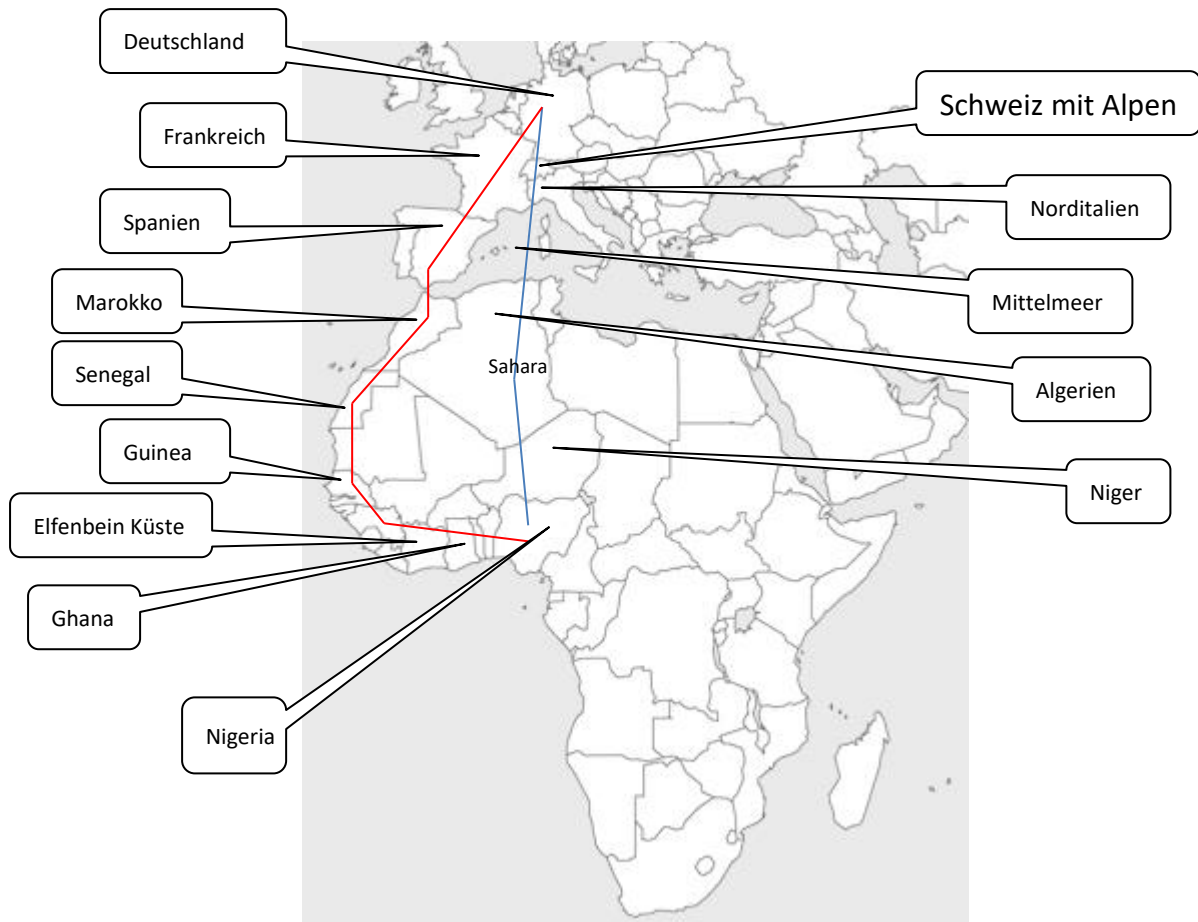 Deutschland
Schweiz mit Alpen
Frankreich
Norditalien
Spanien
Mittelmeer
Marokko
Senegal
Sahara
Algerien
Guinea
Niger
Elfenbein Küste
Ghana
Nigeria